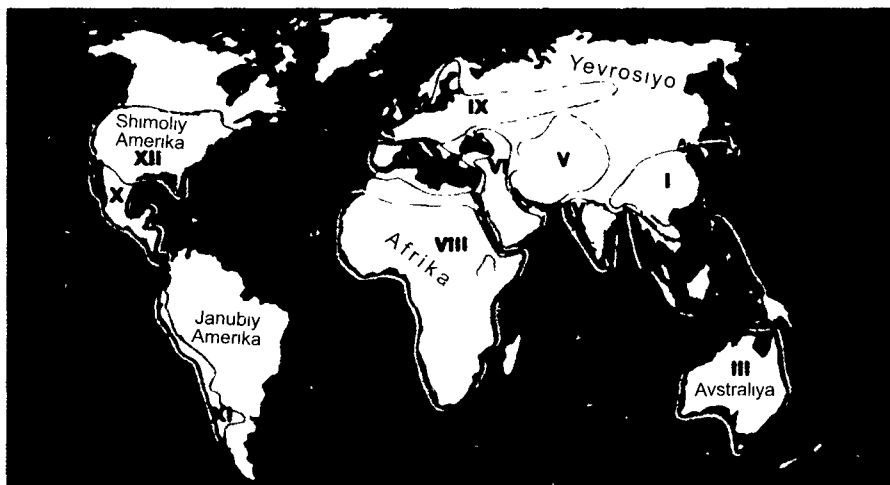 Yevrosiyo
IX
Shimoliy
Amerika
XII
V
VI
I
X
V
VIII
Afrika
Janubiy
Amerika
III
Avstraliya
XI